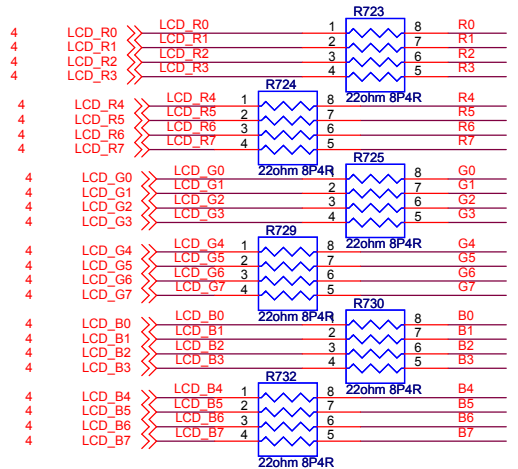 R723
4 LCD_R0 LCD_R0 1 8 R0
4 LCD_R1 LCD_R1 2 7 R1
4 LCD_R2 LCD_R2 3 6 R2
4 LCD_R3 LCD_R3 4 5 R3
22ohm 8P4R
R724
4 LCD_R4 LCD_R4 1 8 R4
4 LCD_R5 LCD_R5 2 7 R5
4 LCD_R6 LCD_R6 3 6 R6
4 LCD_R7 LCD_R7 4 5 R7
22ohm 8P4R
R725
4 LCD_G0 LCD_G0 1 8 G0
4 LCD_G1 LCD_G1 2 7 G1
4 LCD_G2 LCD_G2 3 6 G2
4 LCD_G3 LCD_G3 4 5 G3
22ohm 8P4R
R729
4 LCD_G4 LCD_G4 1 8 G4
4 LCD_G5 LCD_G5 2 7 G5
4 LCD_G6 LCD_G6 3 6 G6
4 LCD_G7 LCD_G7 4 5 G7
22ohm 8P4R
R730
4 LCD_B0 LCD_B0 1 8 B0
4 LCD_B1 LCD_B1 2 7 B1
4 LCD_B2 LCD_B2 3 6 B2
4 LCD_B3 LCD_B3 4 5 B3
22ohm 8P4R
R732
4 LCD_B4 LCD_B4 1 8 B4
4 LCD_B5 LCD_B5 2 7 B5
4 LCD_B6 LCD_B6 3 6 B6
4 LCD_B7 LCD_B7 4 5 B7
22ohm 8P4R